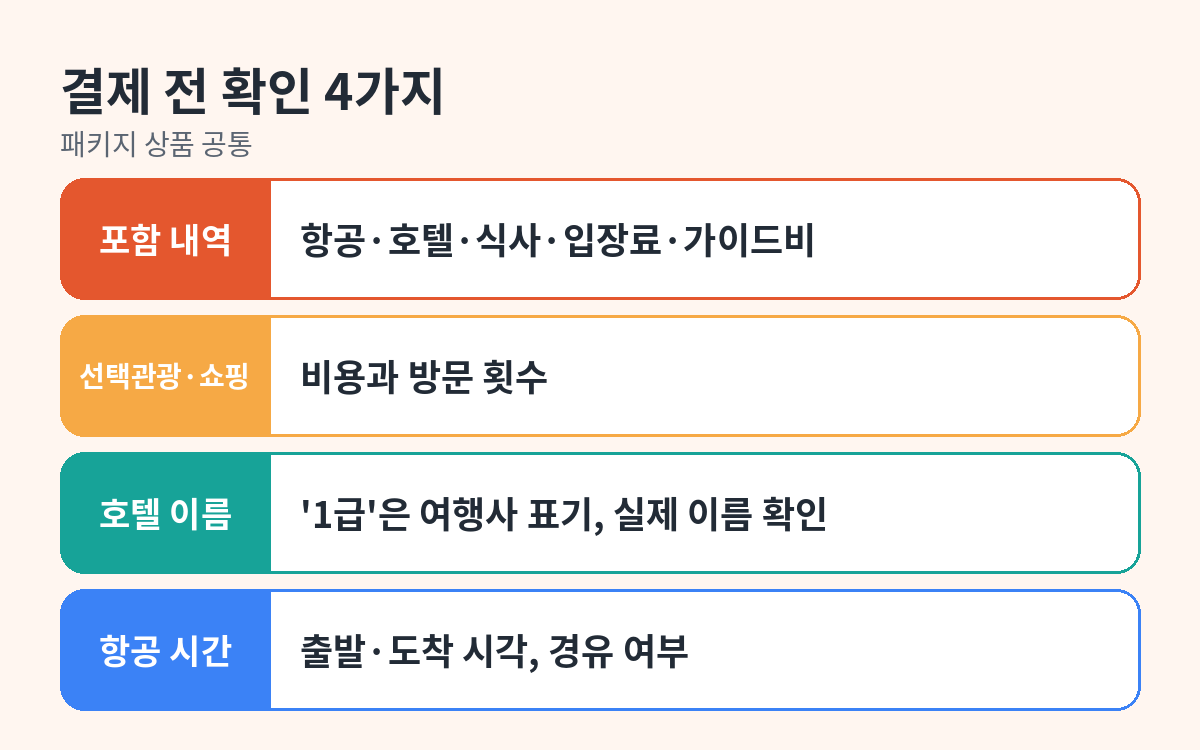 결제 전 확인 4가지
패키지 상품 공통
포함 내역
항공·호텔·식사·입장료·가이드비
선택관광·쇼핑
비용과 방문 횟수
호텔 이름
'1급'은 여행사 표기, 실제 이름 확인
항공 시간
출발·도착 시각, 경유 여부